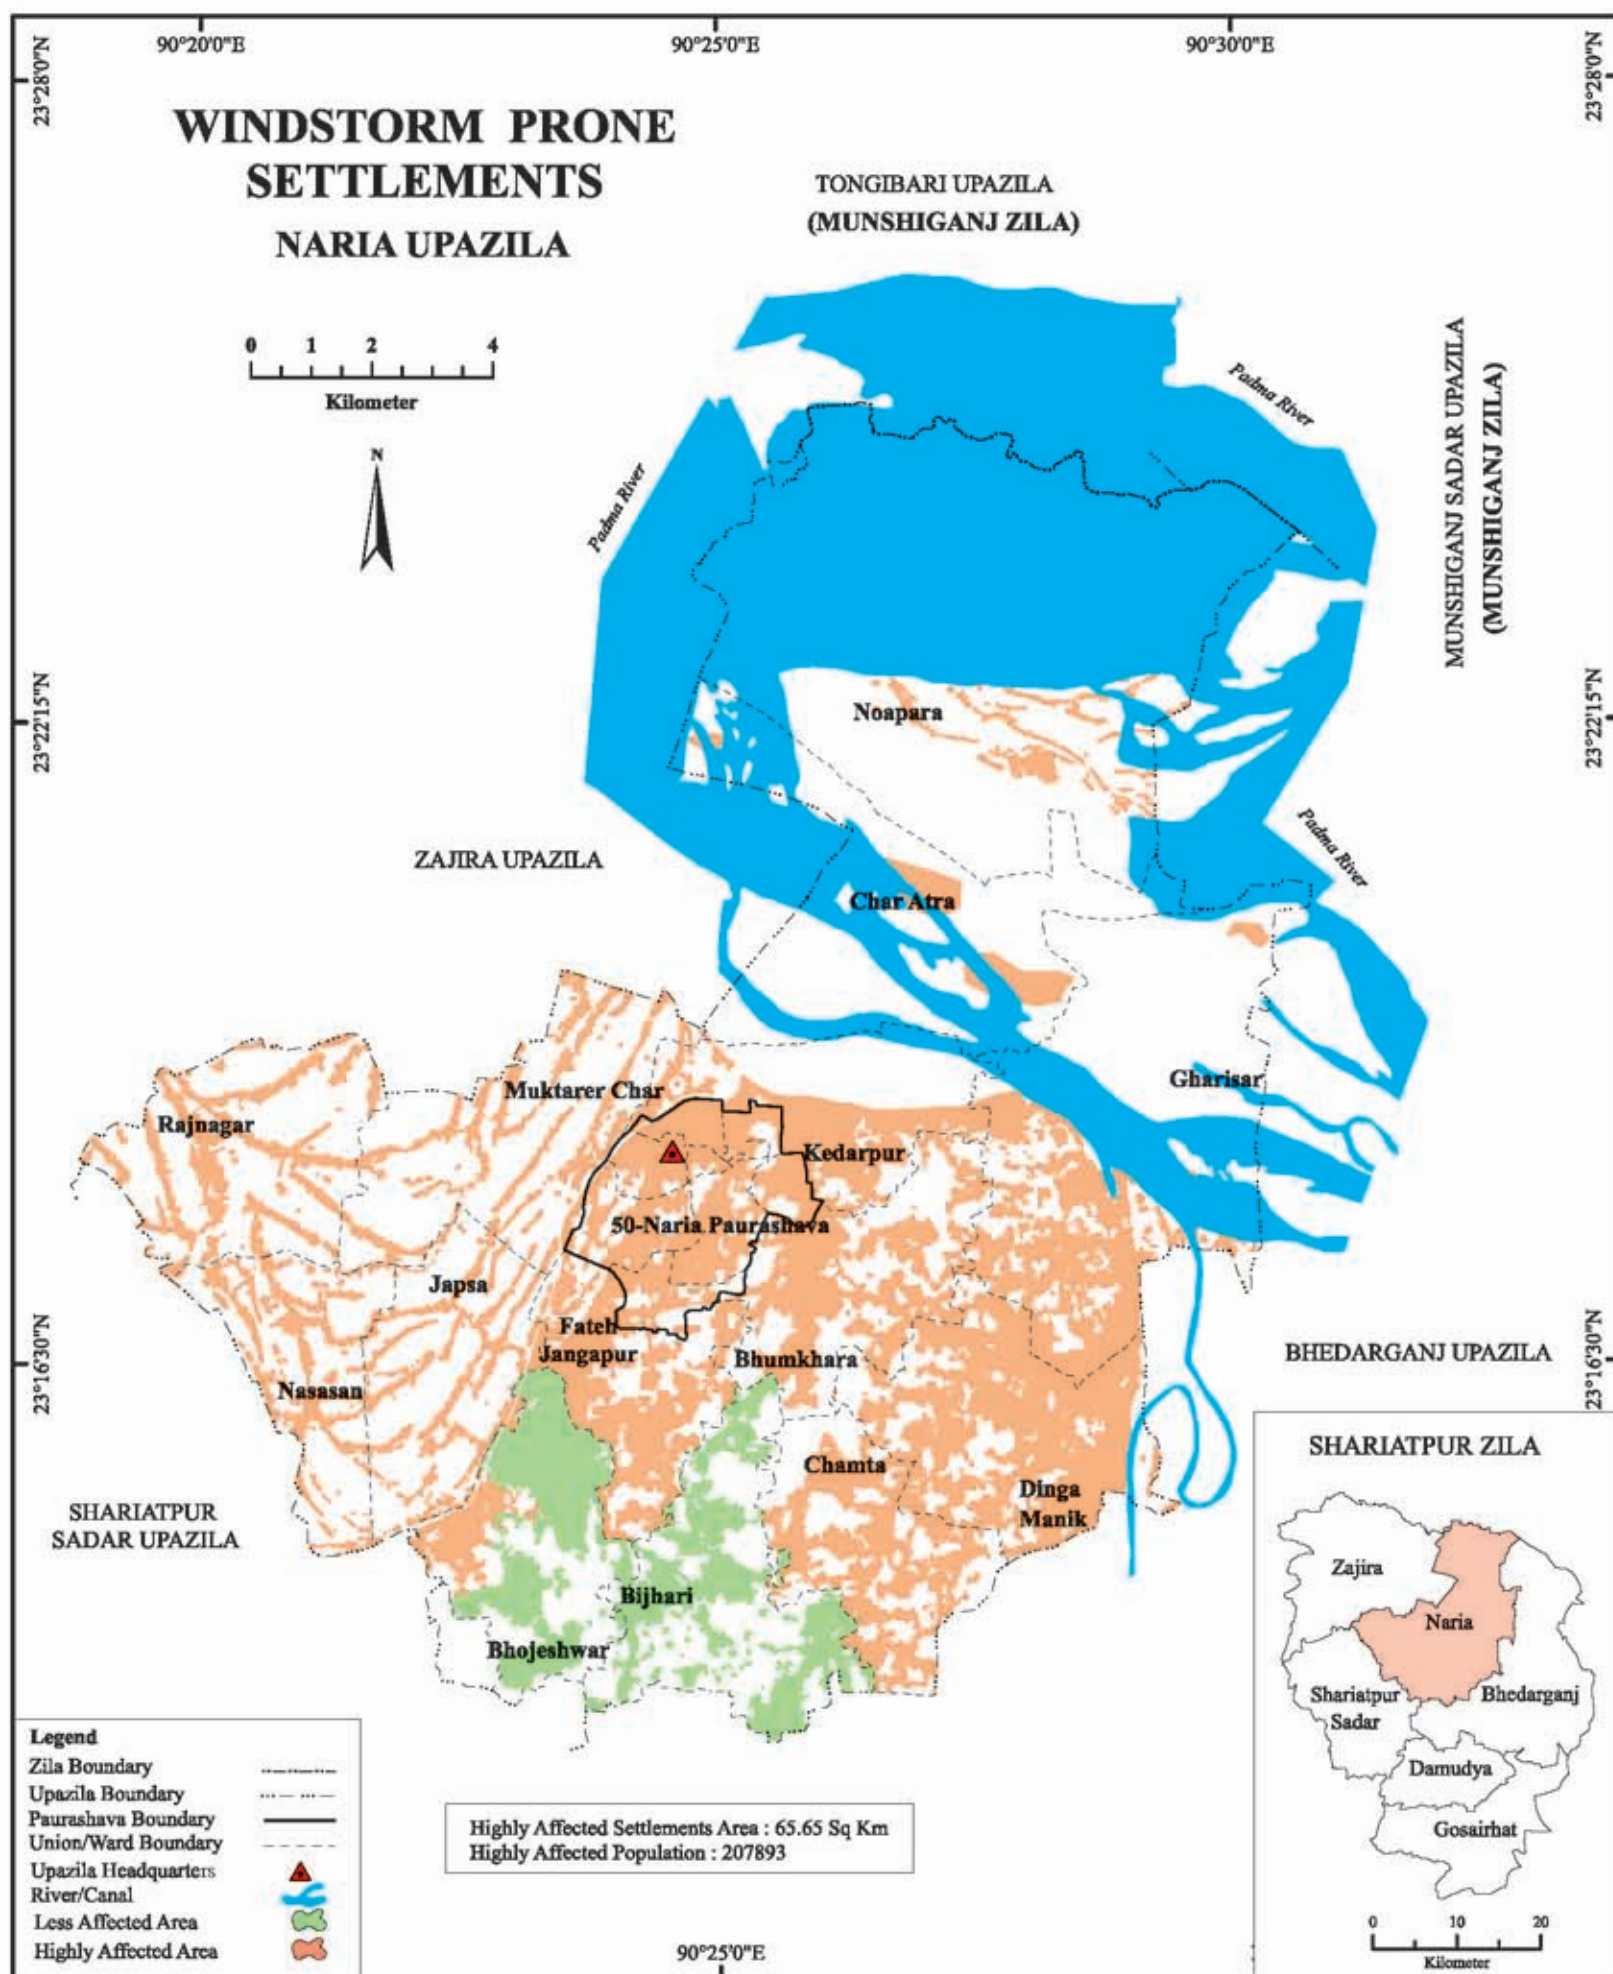 90°20'0"E
90°25'0"E
90°30'0"E
23°28'0"N
23°28'0"N
WINDSTORM PRONE
SETTLEMENTS
NARIA UPAZILA
TONGIBARI UPAZILA
(MUNSHIGANJ ZILA)
0 1 2 4
Kilometer
N
Padma River
Padma River
MUNSHIGANJ SADAR UPAZILA
(MUNSHIGANJ ZILA)
23°22'15"N
23°22'15"N
Noapara
ZAJIRA UPAZILA
Padma River
Char Atra
Muktarer Char
Gharisar
Rajnagar
Kedarpur
50-Naria Paurashava
Japsa
Fateh
Jangapur
Bhumkhara
23°16'30"N
23°16'30"N
BHEDARGANJ UPAZILA
Nasasan
Chamta
Dinga
Manik
SHARIATPUR
SADAR UPAZILA
Bijhari
Bhojeshwar
SHARIATPUR ZILA
Zajira
Naria
Shariatpur
Sadar
Bhedarganj
Damudya
Gosairhat
0 10 20
Kilometer
Legend
Zila Boundary
Upazila Boundary
Paurashava Boundary
Union/Ward Boundary
Upazila Headquarters
River/Canal
Less Affected Area
Highly Affected Area
Highly Affected Settlements Area : 65.65 Sq Km
Highly Affected Population : 207893
90°25'0"E